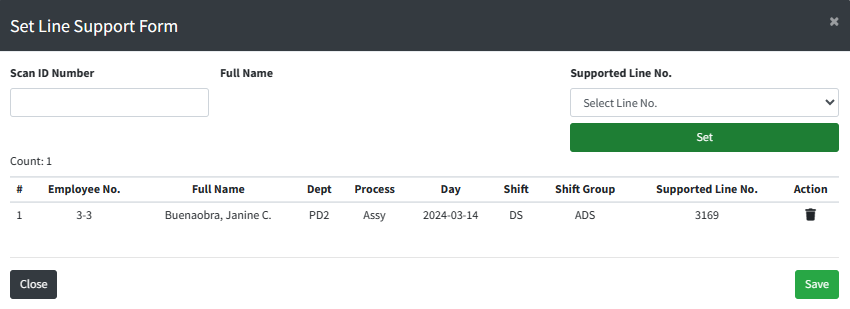 Set Line Support Form ×
Scan ID Number Full Name Supported Line No.
Select Line No.
Set
Count: 1
# Employee No. Full Name Dept Process Day Shift Shift Group Supported Line No. Action
1 3-3 Buenaobra, Janine C. PD2 Assy 2024-03-14 DS ADS 3169
Close Save